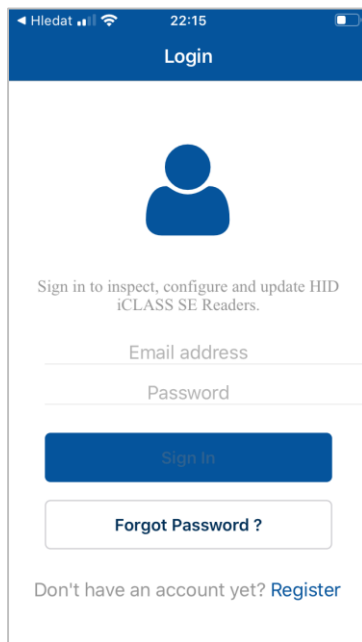 Hledat
22:15
Login
Sign in to inspect, configure and update HID
iCLASS SE Readers.
Email address
Password
Sign In
Forgot Password ?
Don't have an account yet? Register